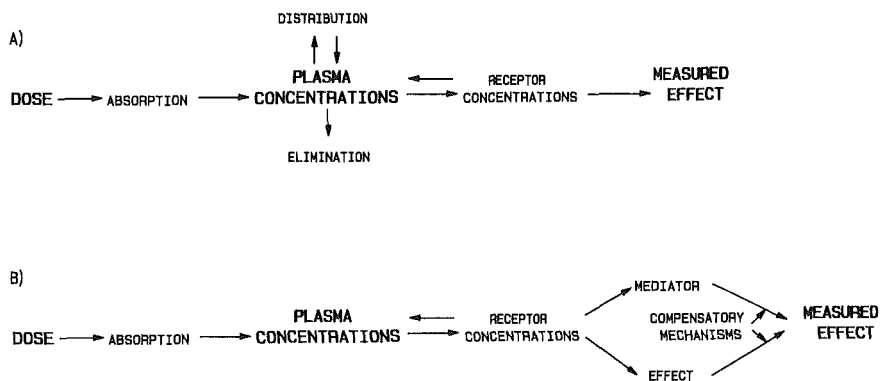 A)
DISTRIBUTION
DOSE
ABSORPTION
PLASMA
CONCENTRATIONS
RECEPTOR
CONCENTRATIONS
MEASURED
EFFECT
ELIMINATION
B)
DOSE
ABSORPTION
PLASMA
CONCENTRATIONS
RECEPTOR
CONCENTRATIONS
MEDIATOR
COMPENSATORY
MECHANISMS
EFFECT
MEASURED
EFFECT